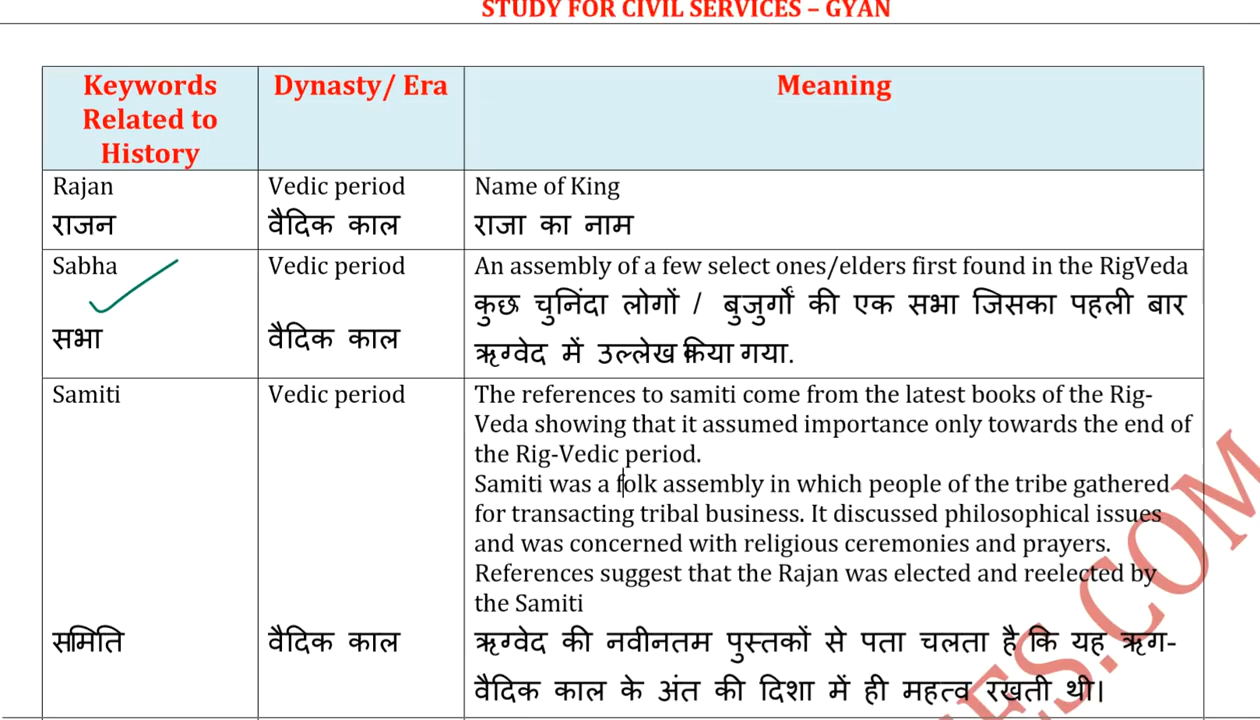 STUDY FOR CIVIL SERVICES – GYAN
Keywords Related to History
Dynasty/ Era
Meaning
Rajan
Vedic period
Name of King
राजन
वैदिक काल
राजा का नाम
Sabha
Vedic period
An assembly of a few select ones/elders first found in the RigVeda
सभा
वैदिक काल
कुछ चुनिंदा लोगों / बुजुर्गों की एक सभा जिसका पहली बार
ऋग्वेद में उल्लेख किया गया.
Samiti
Vedic period
The references to samiti come from the latest books of the Rig-
Veda showing that it assumed importance only towards the end of
the Rig-Vedic period.
Samiti was a folk assembly in which people of the tribe gathered
for transacting tribal business. It discussed philosophical issues
and was concerned with religious ceremonies and prayers.
References suggest that the Rajan was elected and reelected by
the Samiti
समिति
वैदिक काल
ऋग्वेद की नवीनतम पुस्तकों से पता चलता है कि यह ऋग-
वैदिक काल के अंत की दिशा में ही महत्व रखती थी।
ES.COM